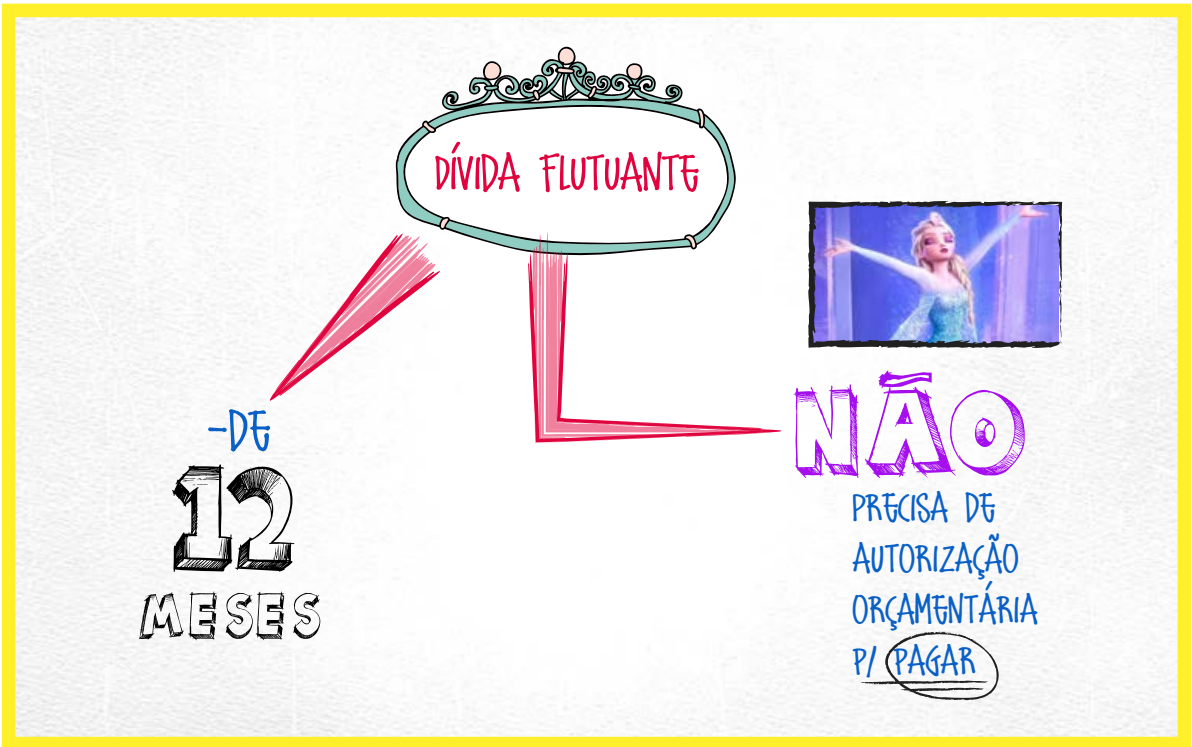 DÍVIDA FLUTUANTE
-DE
12
MESES
NÃO
PRECISA DE
AUTORIZAÇÃO
ORÇAMENTÁRIA
P/ PAGAR